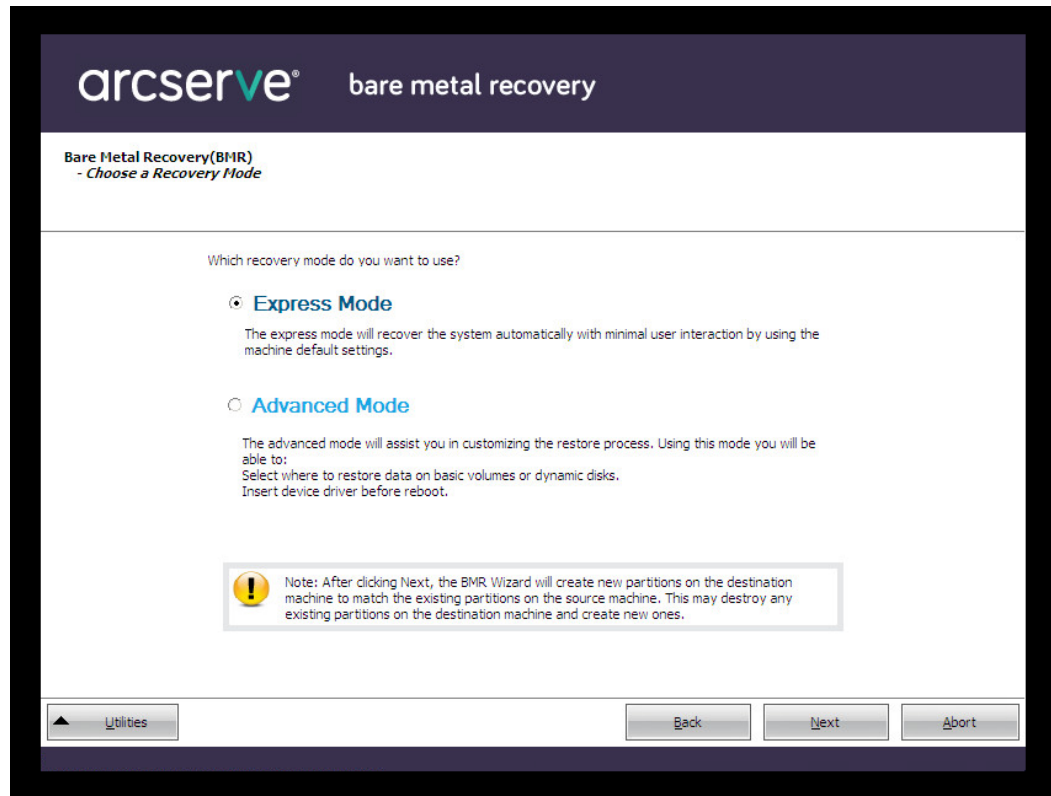 arcserve® bare metal recovery
Bare Metal Recovery(BMR)
- Choose a Recovery Mode
Which recovery mode do you want to use?
Express Mode
The express mode will recover the system automatically with minimal user interaction by using the
machine default settings.
Advanced Mode
The advanced mode will assist you in customizing the restore process. Using this mode you will be
able to:
Select where to restore data on basic volumes or dynamic disks.
Insert device driver before reboot.
Note: After clicking Next, the BMR Wizard will create new partitions on the destination
machine to match the existing partitions on the source machine. This may destroy any
existing partitions on the destination machine and create new ones.
Utilities Back Next Abort